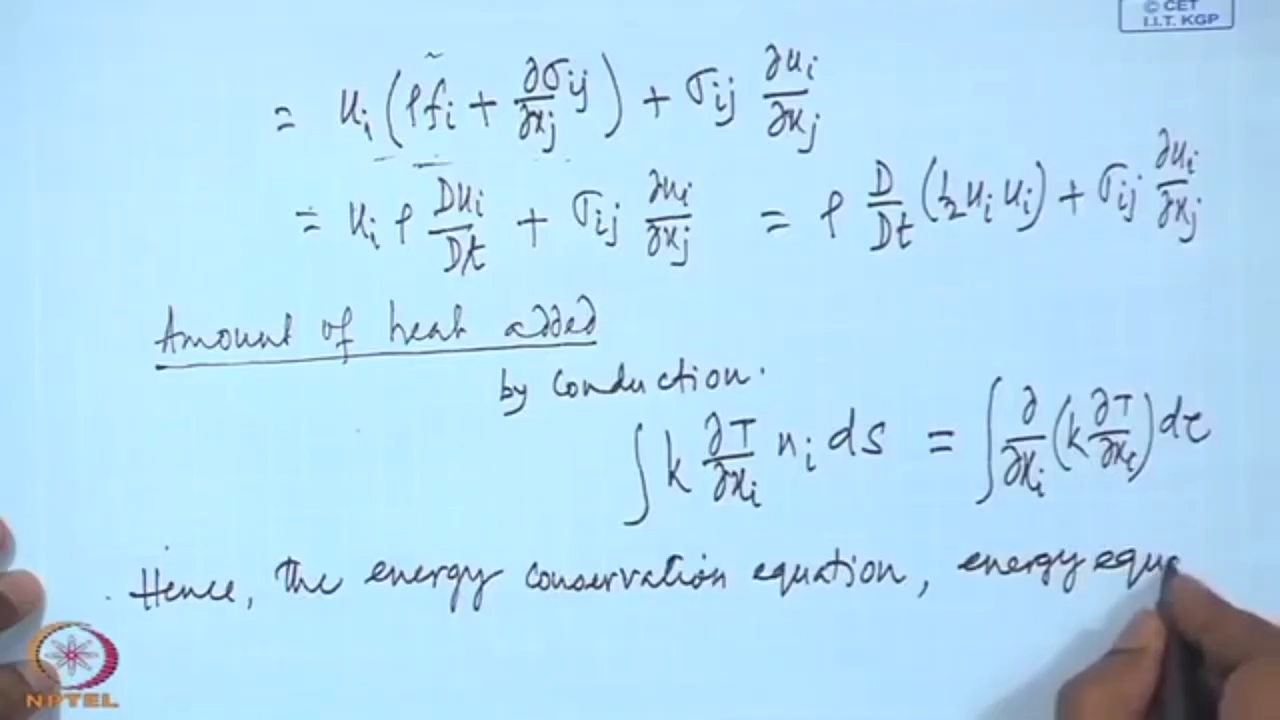 © CET
I.I.T. KGP
= u_i (ρf_i + ∂σ_ij/∂x_j) + σ_ij ∂u_i/∂x_j
= u_i ρ Du_i/Dt + σ_ij ∂u_i/∂x_j = ρ D/Dt (½ u_i u_i) + σ_ij ∂u_i/∂x_j
Amount of heat added
by conduction.
∫ k ∂T/∂x_i n_i dS = ∫ ∂/∂x_i (k ∂T/∂x_i) dτ
Hence, the energy conservation equation, energy equa
NPTEL